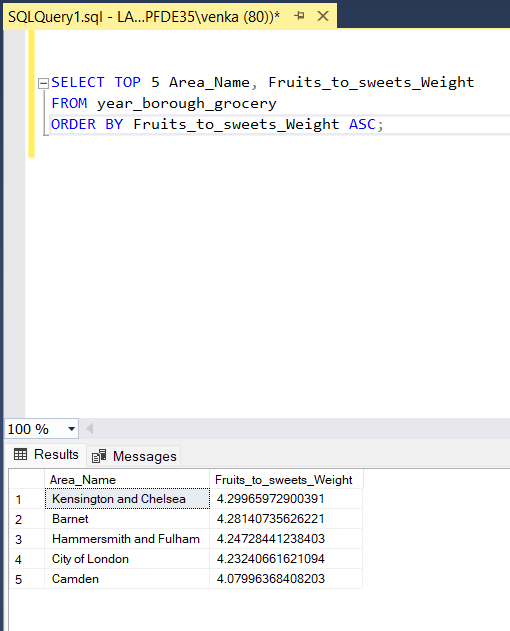 SQLQuery1.sql - LA...PFDE35\venka (80))*
SELECT TOP 5 Area_Name, Fruits_to_sweets_Weight
FROM year_borough_grocery
ORDER BY Fruits_to_sweets_Weight ASC;
100 %
Results Messages
Area_Name Fruits_to_sweets_Weight
1 Kensington and Chelsea 4.29965972900391
2 Barnet 4.28140735626221
3 Hammersmith and Fulham 4.24728441238403
4 City of London 4.23240661621094
5 Camden 4.07996368408203